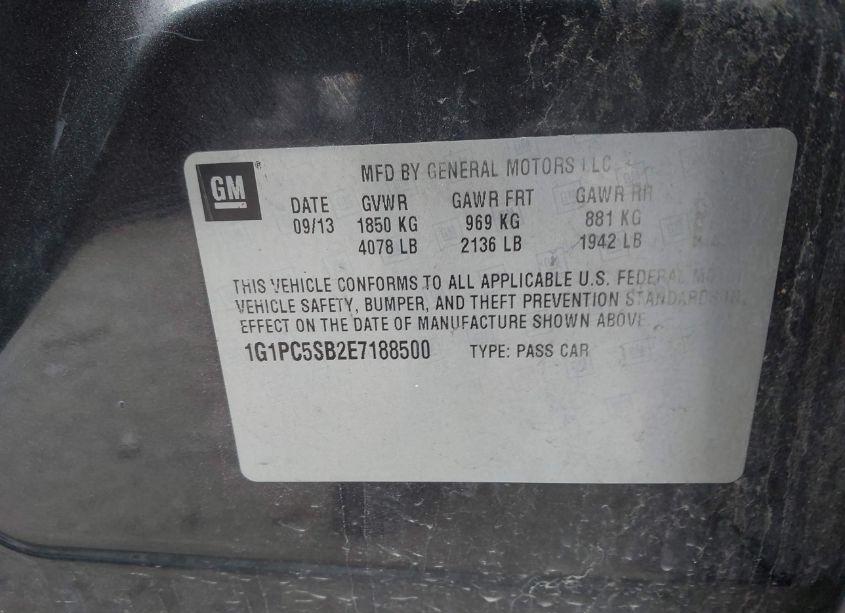 GM
MFD BY GENERAL MOTORS LLC
DATE GVWR GAWR FRT GAWR RR
09/13 1850 KG 969 KG 881 KG
4078 LB 2136 LB 1942 LB
THIS VEHICLE CONFORMS TO ALL APPLICABLE U.S. FEDERAL
VEHICLE SAFETY, BUMPER, AND THEFT PREVENTION STANDARDS IN
EFFECT ON THE DATE OF MANUFACTURE SHOWN ABOVE
1G1PC5SB2E7188500 TYPE: PASS CAR